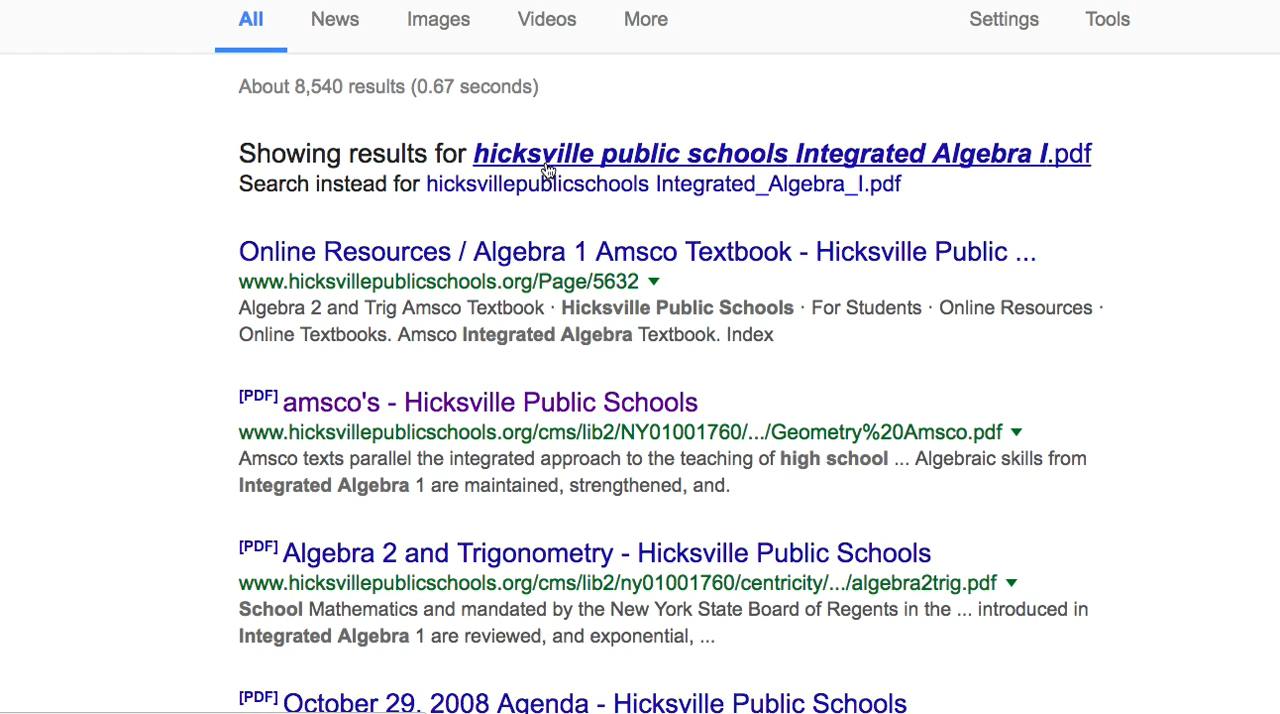 All News Images Videos More Settings Tools
About 8,540 results (0.67 seconds)
Showing results for hicksville public schools Integrated Algebra I.pdf
Search instead for hicksvillepublicschools Integrated_Algebra_I.pdf
Online Resources / Algebra 1 Amsco Textbook - Hicksville Public ...
www.hicksvillepublicschools.org/Page/5632
Algebra 2 and Trig Amsco Textbook · Hicksville Public Schools · For Students · Online Resources ·
Online Textbooks. Amsco Integrated Algebra Textbook. Index
[PDF] amsco's - Hicksville Public Schools
www.hicksvillepublicschools.org/cms/lib2/NY01001760/.../Geometry%20Amsco.pdf
Amsco texts parallel the integrated approach to the teaching of high school ... Algebraic skills from
Integrated Algebra 1 are maintained, strengthened, and.
[PDF] Algebra 2 and Trigonometry - Hicksville Public Schools
www.hicksvillepublicschools.org/cms/lib2/ny01001760/centricity/.../algebra2trig.pdf
School Mathematics and mandated by the New York State Board of Regents in the ... introduced in
Integrated Algebra 1 are reviewed, and exponential, ...
[PDF] October 29, 2008 Agenda - Hicksville Public Schools